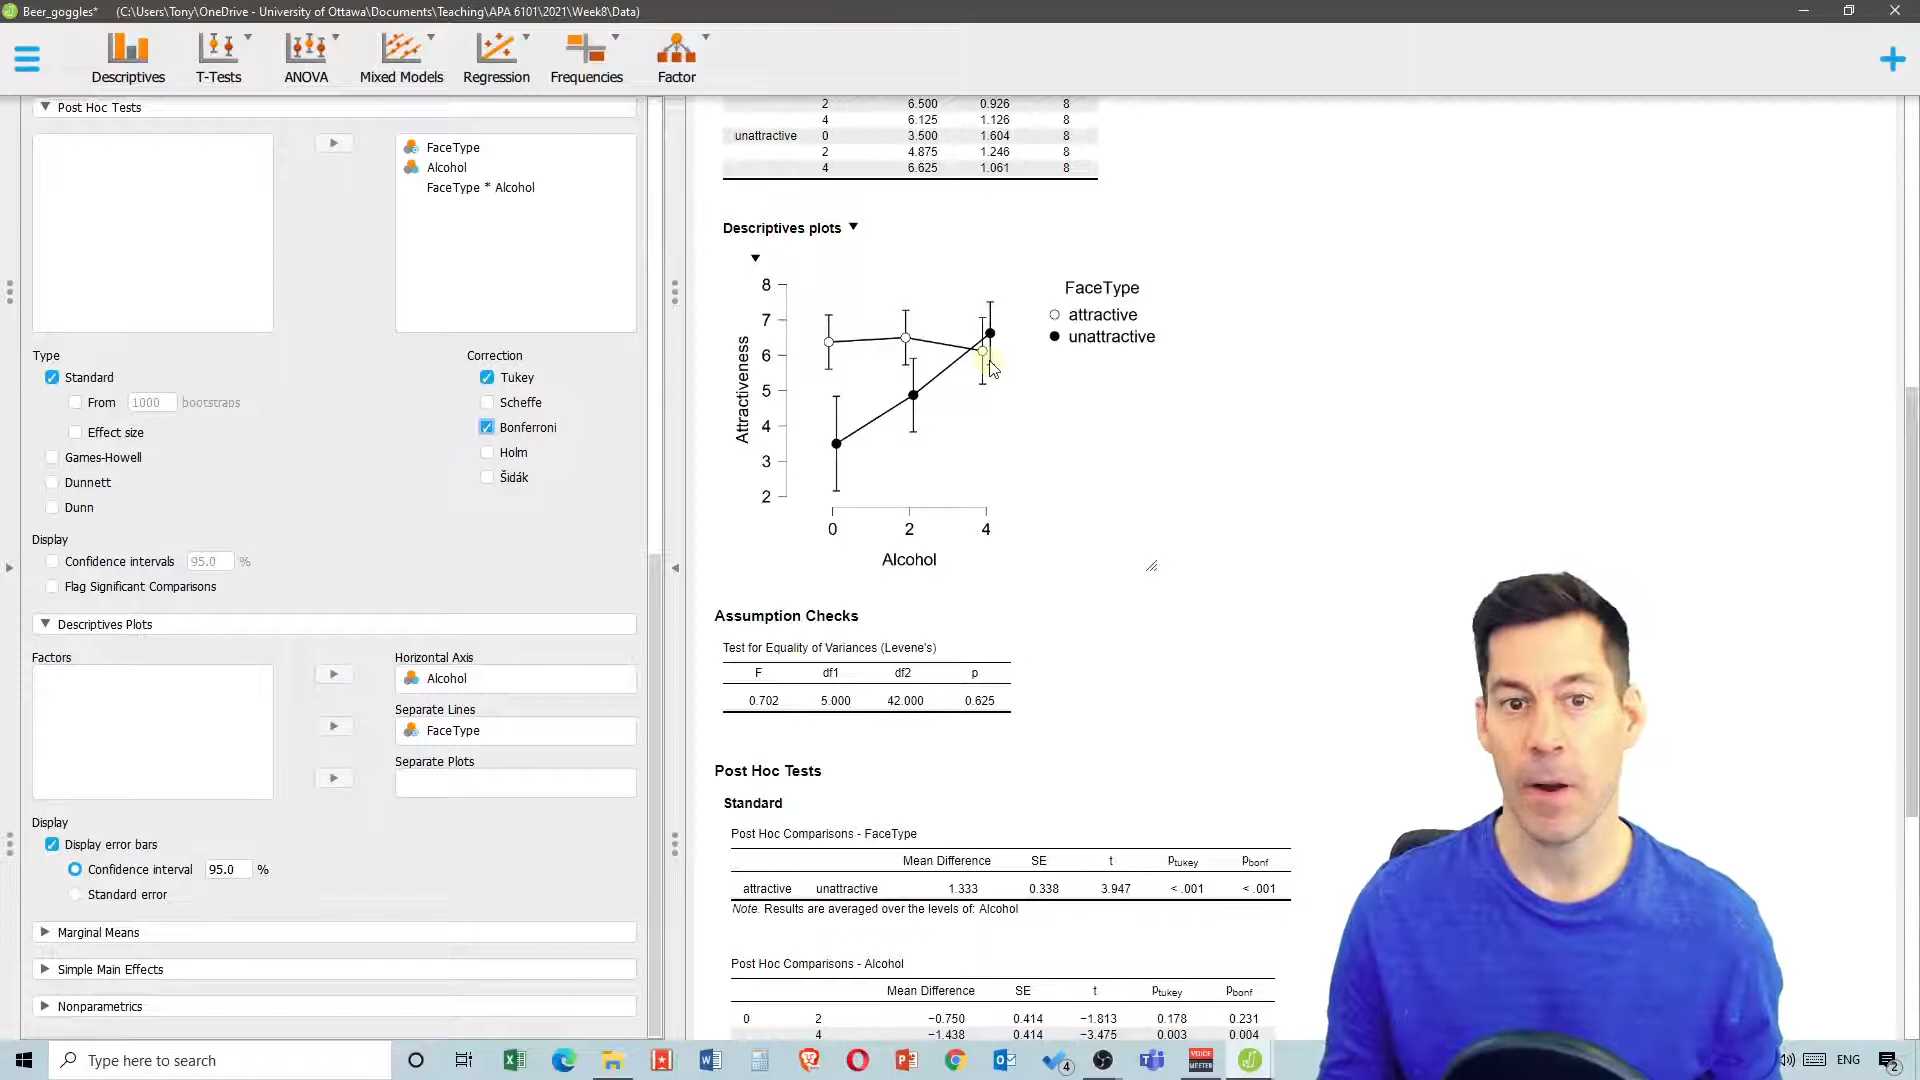 Beer_goggles* (C:\Users\Tony\OneDrive - University of Ottawa\Documents\Teaching\APA 6101\2021\Week8\Data)
Descriptives T-Tests ANOVA Mixed Models Regression Frequencies Factor
Post Hoc Tests
FaceType
Alcohol
FaceType * Alcohol
Type
Standard
From 1000 bootstraps
Effect size
Games-Howell
Dunnett
Dunn
Correction
Tukey
Scheffe
Bonferroni
Holm
Šidák
Display
Confidence intervals 95.0 %
Flag Significant Comparisons
Descriptives Plots
Factors
Horizontal Axis
Alcohol
Separate Lines
FaceType
Separate Plots
Display
Display error bars
Confidence interval 95.0 %
Standard error
Marginal Means
Simple Main Effects
Nonparametrics
2 6.500 0.926 8
4 6.125 1.126 8
unattractive 0 3.500 1.604 8
2 4.875 1.246 8
4 6.625 1.061 8
Descriptives plots
8
7
6
5
4
3
2
Attractiveness
0 2 4
Alcohol
FaceType
attractive
unattractive
Assumption Checks
Test for Equality of Variances (Levene's)
F df1 df2 p
0.702 5.000 42.000 0.625
Post Hoc Tests
Standard
Post Hoc Comparisons - FaceType
Mean Difference SE t ptukey pbonf
attractive unattractive 1.333 0.338 3.947 < .001 < .001
Note. Results are averaged over the levels of: Alcohol
Post Hoc Comparisons - Alcohol
Mean Difference SE t ptukey pbonf
0 2 −0.750 0.414 −1.813 0.178 0.231
4 −1.438 0.414 −3.475 0.003 0.004
Type here to search
4
VOICE
MEETER
ENG
2